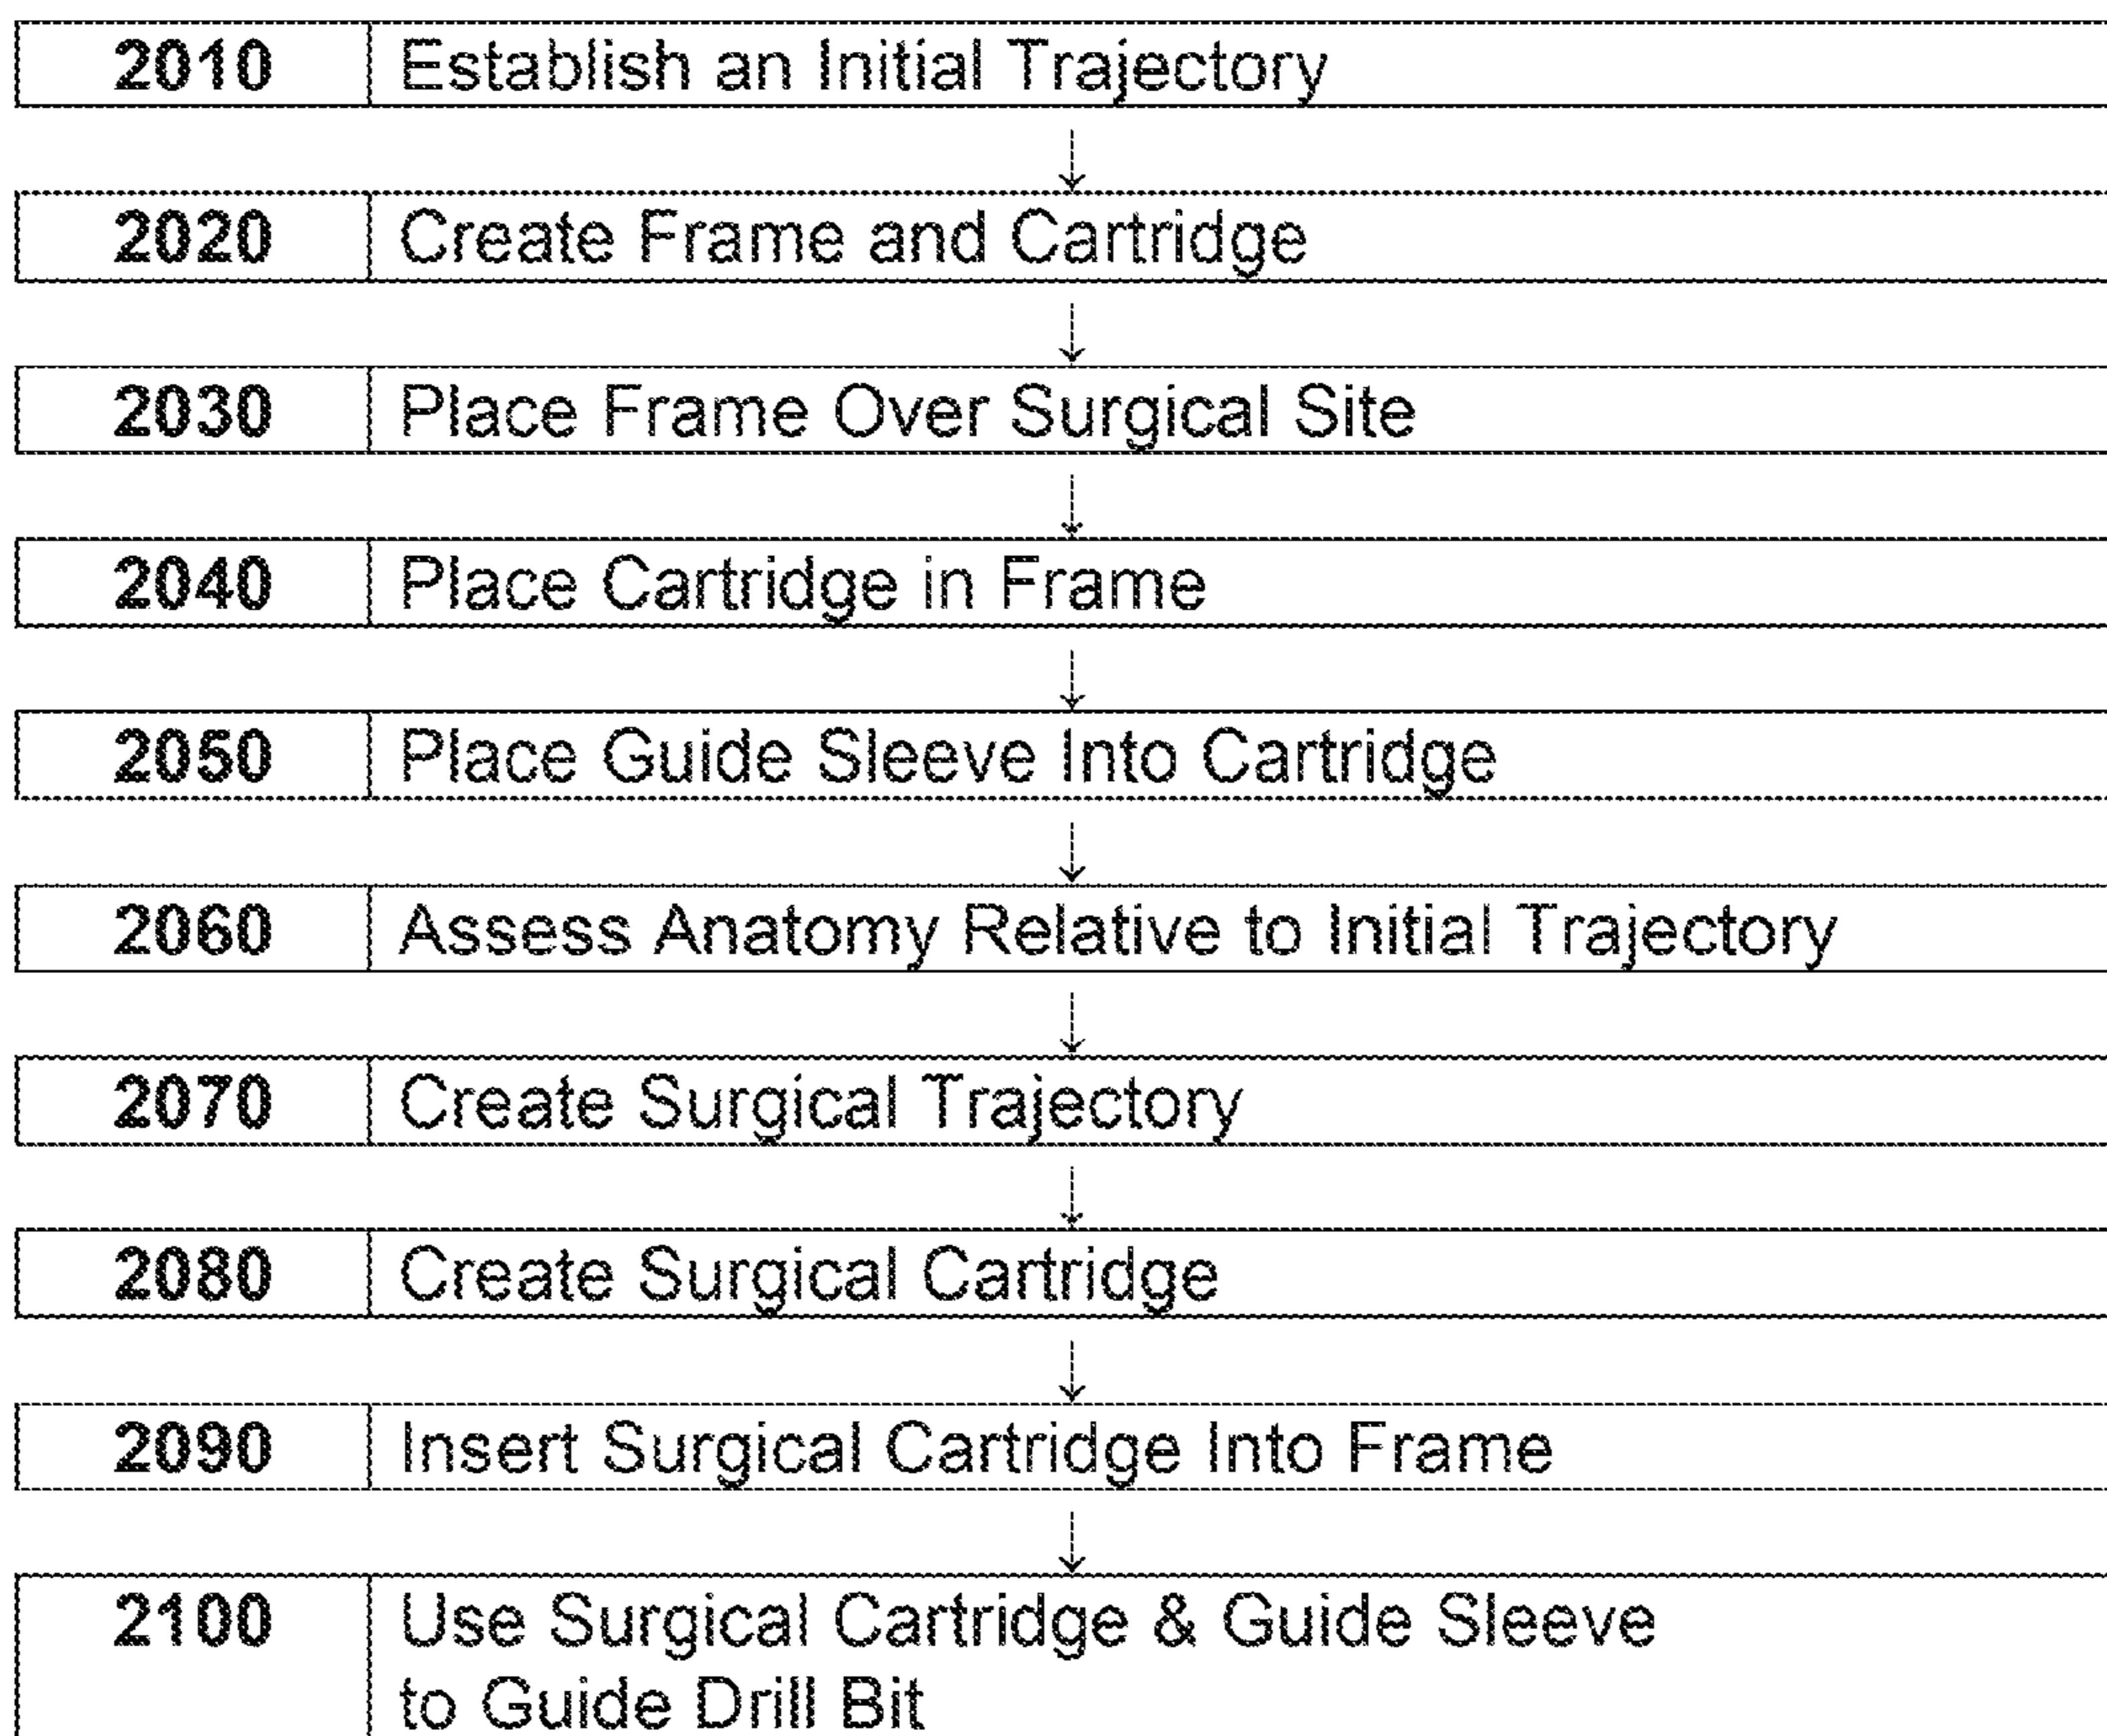 2010 Establish an Initial Trajectory
↓
2020 Create Frame and Cartridge
↓
2030 Place Frame Over Surgical Site
↓
2040 Place Cartridge in Frame
↓
2050 Place Guide Sleeve Into Cartridge
↓
2060 Assess Anatomy Relative to Initial Trajectory
↓
2070 Create Surgical Trajectory
↓
2080 Create Surgical Cartridge
↓
2090 Insert Surgical Cartridge Into Frame
↓
2100 Use Surgical Cartridge & Guide Sleeve
to Guide Drill Bit